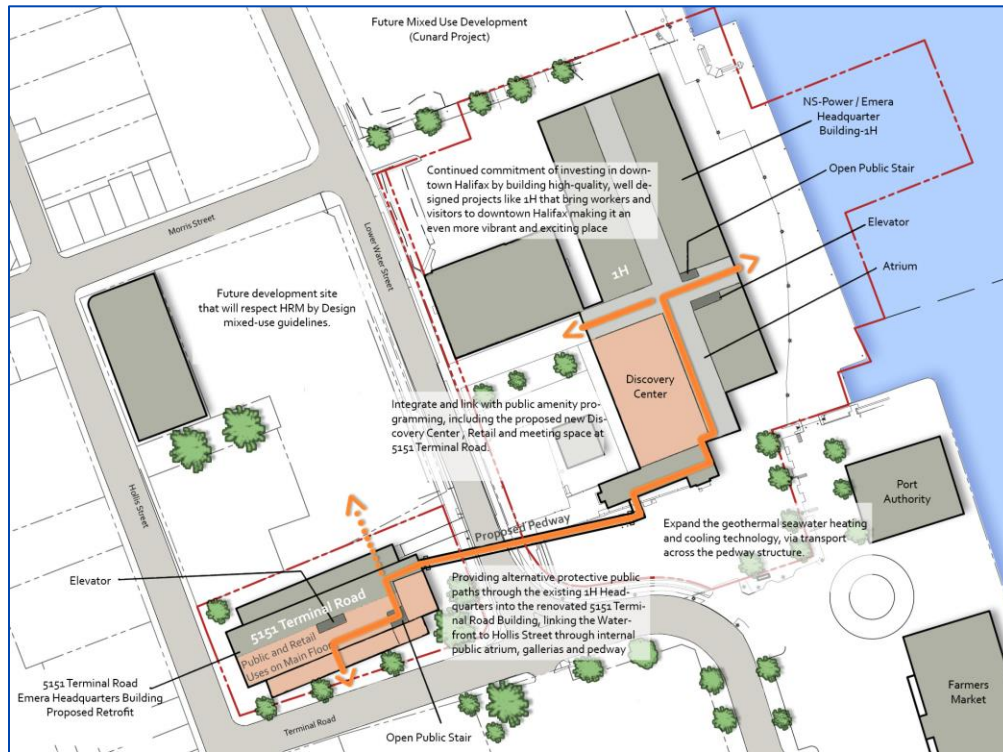 Future Mixed Use Development
(Cunard Project)
NS-Power / Emera
Headquarter
Building-1H
Open Public Stair
Elevator
Atrium
Continued commitment of investing in down-
town Halifax by building high-quality, well de-
signed projects like 1H that bring workers and
visitors to downtown Halifax making it an
even more vibrant and exciting place
Morris Street
Lower Water Street
1H
Future development site
that will respect HRM by Design
mixed-use guidelines.
Discovery
Center
Integrate and link with public amenity pro-
gramming, including the proposed new Dis-
covery Center , Retail and meeting space at
5151 Terminal Road.
Hollis Street
Port
Authority
Proposed Pedway
Expand the geothermal seawater heating
and cooling technology, via transport
across the pedway structure.
Elevator
Providing alternative protective public
paths through the existing 1H Head-
quarters into the renovated 5151 Termi-
nal Road Building, linking the Water-
front to Hollis Street through internal
public atrium, gallerias and pedway
5151 Terminal Road
Public and Retail
Uses on Main Floor
5151 Terminal Road
Emera Headquarters Building
Proposed Retrofit
Terminal Road
Open Public Stair
Farmers
Market